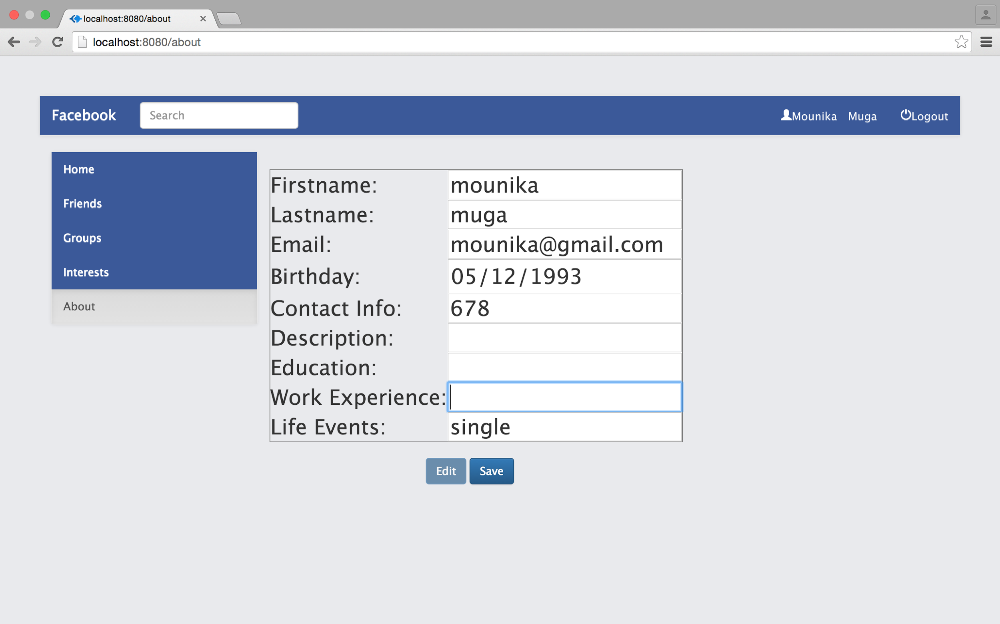 localhost:8080/about
localhost:8080/about
Facebook Search Mounika Muga Logout
Home
Friends
Groups
Interests
About
Firstname: mounika
Lastname: muga
Email: mounika@gmail.com
Birthday: 05/12/1993
Contact Info: 678
Description:
Education:
Work Experience:
Life Events: single
Edit Save